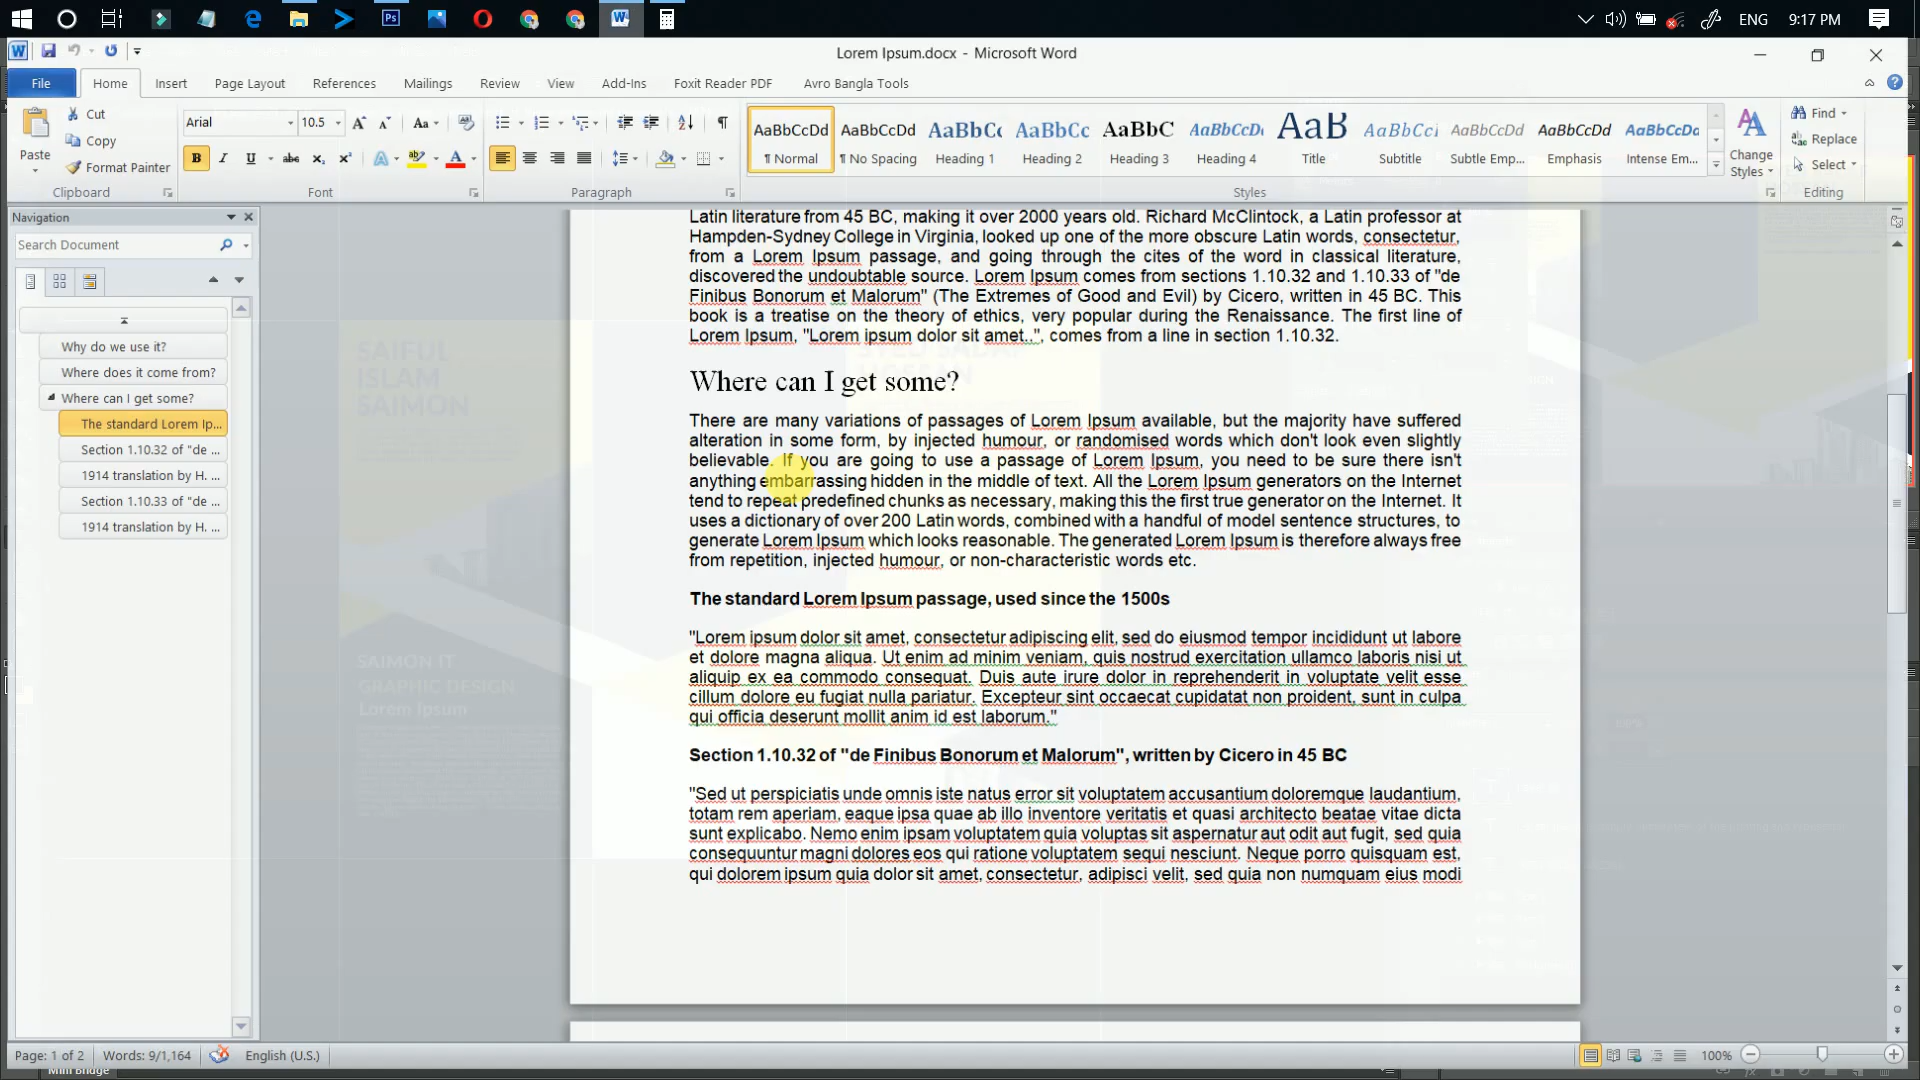 ENG
9:17 PM
Lorem Ipsum.docx - Microsoft Word
File Home Insert Page Layout References Mailings Review View Add-Ins Foxit Reader PDF Avro Bangla Tools
Paste
Cut
Copy
Format Painter
Clipboard
Arial 10.5
Font
Paragraph
AaBbCcDd AaBbCcDd AaBbC AaBbCc AaBbC AaBbCcD AaB AaBbCc AaBbCcDd AaBbCcDd AaBbCcDd
¶ Normal ¶ No Spacing Heading 1 Heading 2 Heading 3 Heading 4 Title Subtitle Subtle Emp... Emphasis Intense Em...
Styles
Change
Styles
Find
Replace
Select
Editing
Navigation
Search Document
Why do we use it?
Where does it come from?
Where can I get some?
The standard Lorem Ip...
Section 1.10.32 of "de ...
1914 translation by H. ...
Section 1.10.33 of "de ...
1914 translation by H. ...
SAIFUL
ISLAM
SAIMON
SAIMON IT
GRAPHIC DESIGN
Lorem Ipsum
Latin literature from 45 BC, making it over 2000 years old. Richard McClintock, a Latin professor at
Hampden-Sydney College in Virginia, looked up one of the more obscure Latin words, consectetur,
from a Lorem Ipsum passage, and going through the cites of the word in classical literature,
discovered the undoubtable source. Lorem Ipsum comes from sections 1.10.32 and 1.10.33 of "de
Finibus Bonorum et Malorum" (The Extremes of Good and Evil) by Cicero, written in 45 BC. This
book is a treatise on the theory of ethics, very popular during the Renaissance. The first line of
Lorem Ipsum, "Lorem ipsum dolor sit amet..", comes from a line in section 1.10.32.
Where can I get some?
There are many variations of passages of Lorem Ipsum available, but the majority have suffered
alteration in some form, by injected humour, or randomised words which don't look even slightly
believable. If you are going to use a passage of Lorem Ipsum, you need to be sure there isn't
anything embarrassing hidden in the middle of text. All the Lorem Ipsum generators on the Internet
tend to repeat predefined chunks as necessary, making this the first true generator on the Internet. It
uses a dictionary of over 200 Latin words, combined with a handful of model sentence structures, to
generate Lorem Ipsum which looks reasonable. The generated Lorem Ipsum is therefore always free
from repetition, injected humour, or non-characteristic words etc.
The standard Lorem Ipsum passage, used since the 1500s
"Lorem ipsum dolor sit amet, consectetur adipiscing elit, sed do eiusmod tempor incididunt ut labore
et dolore magna aliqua. Ut enim ad minim veniam, quis nostrud exercitation ullamco laboris nisi ut
aliquip ex ea commodo consequat. Duis aute irure dolor in reprehenderit in voluptate velit esse
cillum dolore eu fugiat nulla pariatur. Excepteur sint occaecat cupidatat non proident, sunt in culpa
qui officia deserunt mollit anim id est laborum."
Section 1.10.32 of "de Finibus Bonorum et Malorum", written by Cicero in 45 BC
"Sed ut perspiciatis unde omnis iste natus error sit voluptatem accusantium doloremque laudantium,
totam rem aperiam, eaque ipsa quae ab illo inventore veritatis et quasi architecto beatae vitae dicta
sunt explicabo. Nemo enim ipsam voluptatem quia voluptas sit aspernatur aut odit aut fugit, sed quia
consequuntur magni dolores eos qui ratione voluptatem sequi nesciunt. Neque porro quisquam est,
qui dolorem ipsum quia dolor sit amet, consectetur, adipisci velit, sed quia non numquam eius modi
Page: 1 of 2 Words: 9/1,164 English (U.S.) 100%
Mini Bridge